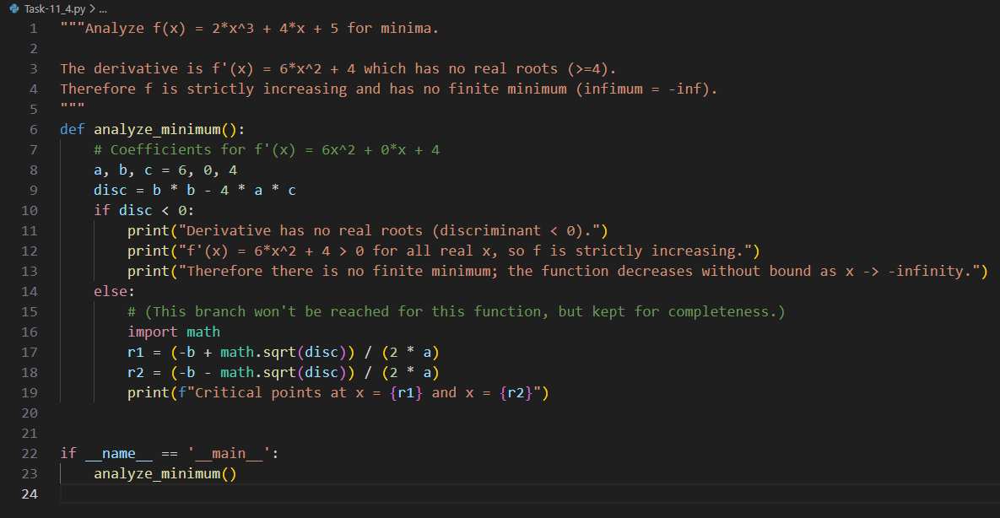 Task-11_4.py > ...
1 """Analyze f(x) = 2*x^3 + 4*x + 5 for minima.
2
3 The derivative is f'(x) = 6*x^2 + 4 which has no real roots (>=4).
4 Therefore f is strictly increasing and has no finite minimum (infimum = -inf).
5 """
6 def analyze_minimum():
7     # Coefficients for f'(x) = 6x^2 + 0*x + 4
8     a, b, c = 6, 0, 4
9     disc = b * b - 4 * a * c
10     if disc < 0:
11         print("Derivative has no real roots (discriminant < 0).")
12         print("f'(x) = 6*x^2 + 4 > 0 for all real x, so f is strictly increasing.")
13         print("Therefore there is no finite minimum; the function decreases without bound as x -> -infinity.")
14     else:
15         # (This branch won't be reached for this function, but kept for completeness.)
16         import math
17         r1 = (-b + math.sqrt(disc)) / (2 * a)
18         r2 = (-b - math.sqrt(disc)) / (2 * a)
19         print(f"Critical points at x = {r1} and x = {r2}")
20
21
22 if __name__ == '__main__':
23     analyze_minimum()
24